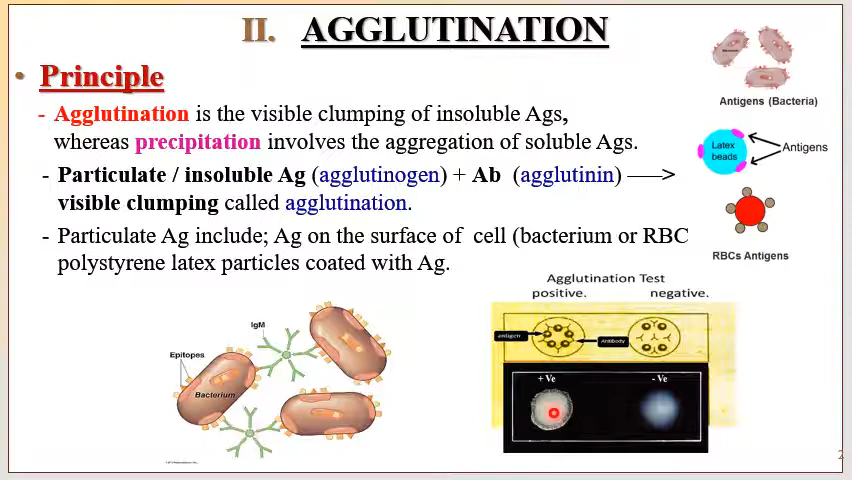 II. AGGLUTINATION
• Principle
- Agglutination is the visible clumping of insoluble Ags,
whereas precipitation involves the aggregation of soluble Ags.
- Particulate / insoluble Ag (agglutinogen) + Ab (agglutinin) ──>
visible clumping called agglutination.
- Particulate Ag include; Ag on the surface of cell (bacterium or RBC
polystyrene latex particles coated with Ag.
Antigens (Bacteria)
Latex
beads
Antigens
RBCs Antigens
IgM
Epitopes
Bacterium
Agglutination Test
positive. negative.
antigen
Antibody
+ Ve - Ve
2